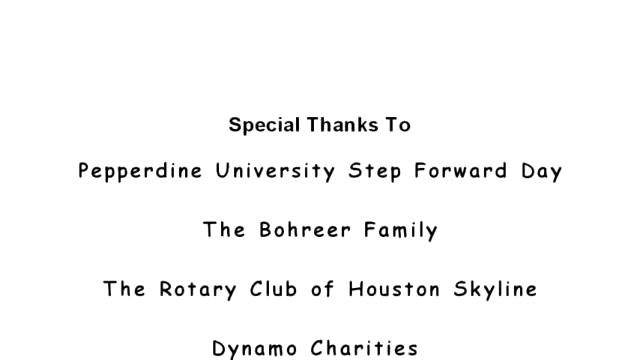 Special Thanks To
Pepperdine University Step Forward Day
The Bohreer Family
The Rotary Club of Houston Skyline
Dynamo Charities